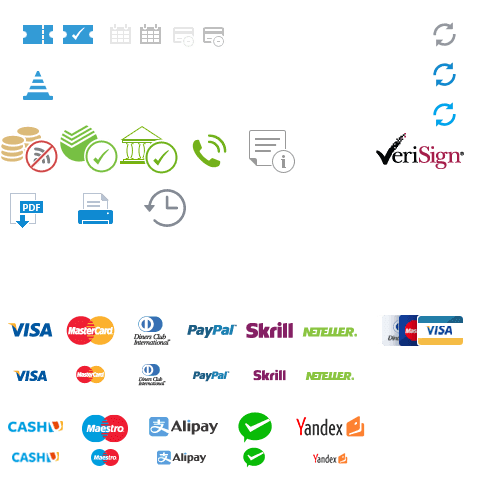 VeriSign
PDF
VISA MasterCard Diners Club International PayPal Skrill NETELLER. VISA
VISA MasterCard Diners Club International PayPal Skrill NETELLER.
CASHU Maestro Alipay Yandex
CASHU Maestro Alipay Yandex